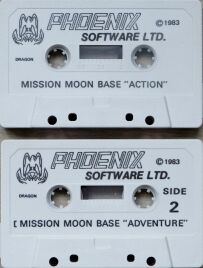 PHOENIX ©1983
SOFTWARE LTD.
DRAGON
MISSION MOON BASE "ACTION"
PHOENIX ©1983
SOFTWARE LTD.
DRAGON
SIDE
2
[ MISSION MOON BASE "ADVENTURE"